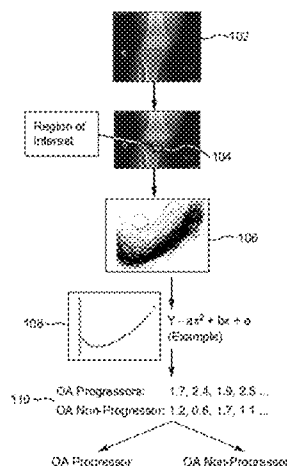 102
Region of
Interest
104
106
108
Y - ax² + bx + c
(Example)
110
OA Progressors: 1.7, 2.4, 1.9, 2.5 ...
OA Non-Progressor: 1.2, 0.6, 1.7, 1.1 ...
OA Progressor
OA Non-Progressor